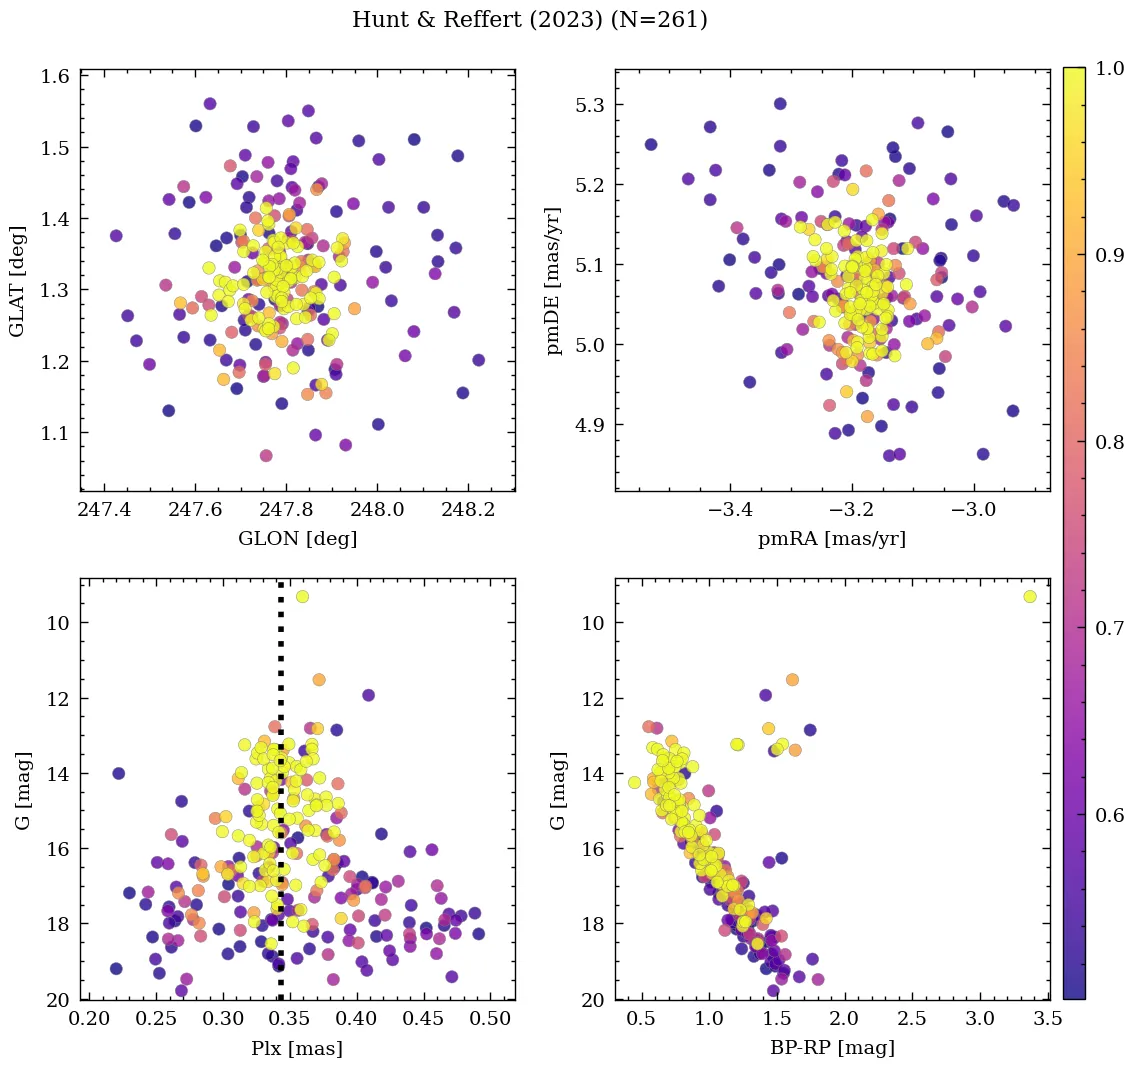 Hunt & Reffert (2023) (N=261)
1.6
1.5
1.4
1.3
1.2
1.1
GLAT [deg]
247.4 247.6 247.8 248.0 248.2
GLON [deg]
5.3
5.2
5.1
5.0
4.9
pmDE [mas/yr]
−3.4 −3.2 −3.0
pmRA [mas/yr]
1.0
0.9
0.8
0.7
0.6
10
12
14
16
18
20
G [mag]
0.20 0.25 0.30 0.35 0.40 0.45 0.50
Plx [mas]
10
12
14
16
18
20
G [mag]
0.5 1.0 1.5 2.0 2.5 3.0 3.5
BP-RP [mag]